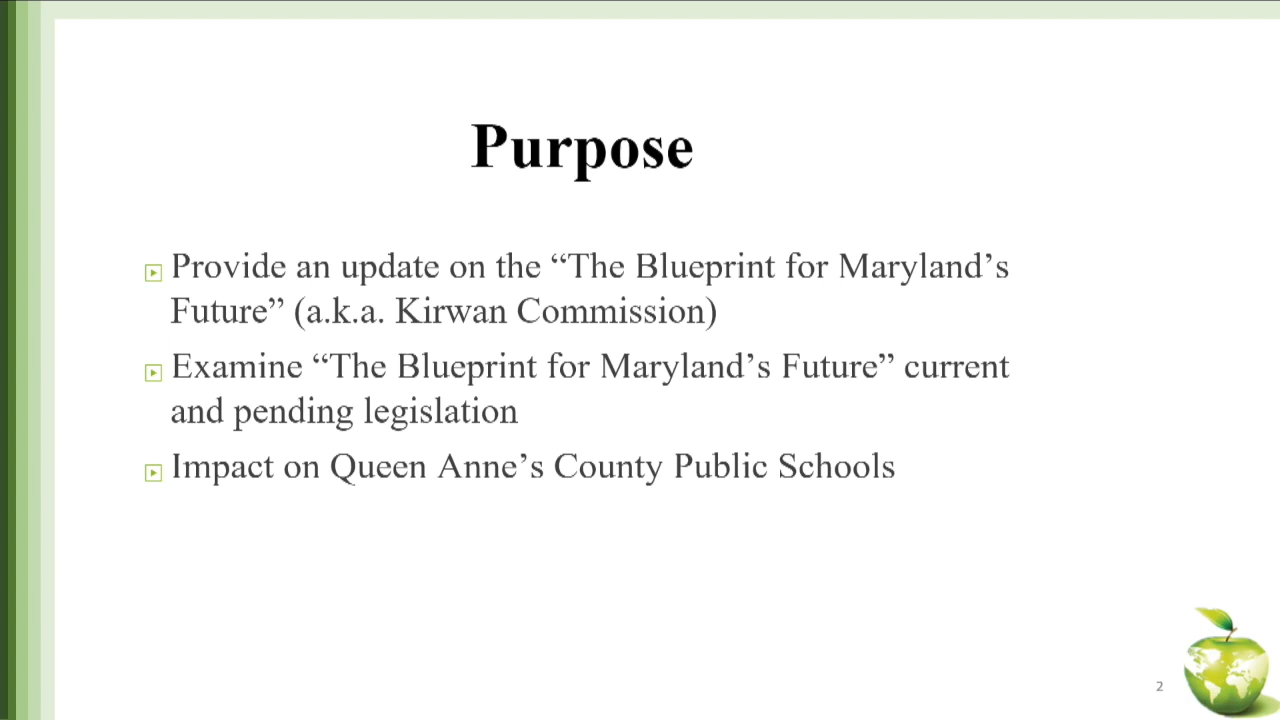 Purpose
Provide an update on the “The Blueprint for Maryland’s
Future” (a.k.a. Kirwan Commission)
Examine “The Blueprint for Maryland’s Future” current
and pending legislation
Impact on Queen Anne’s County Public Schools
2